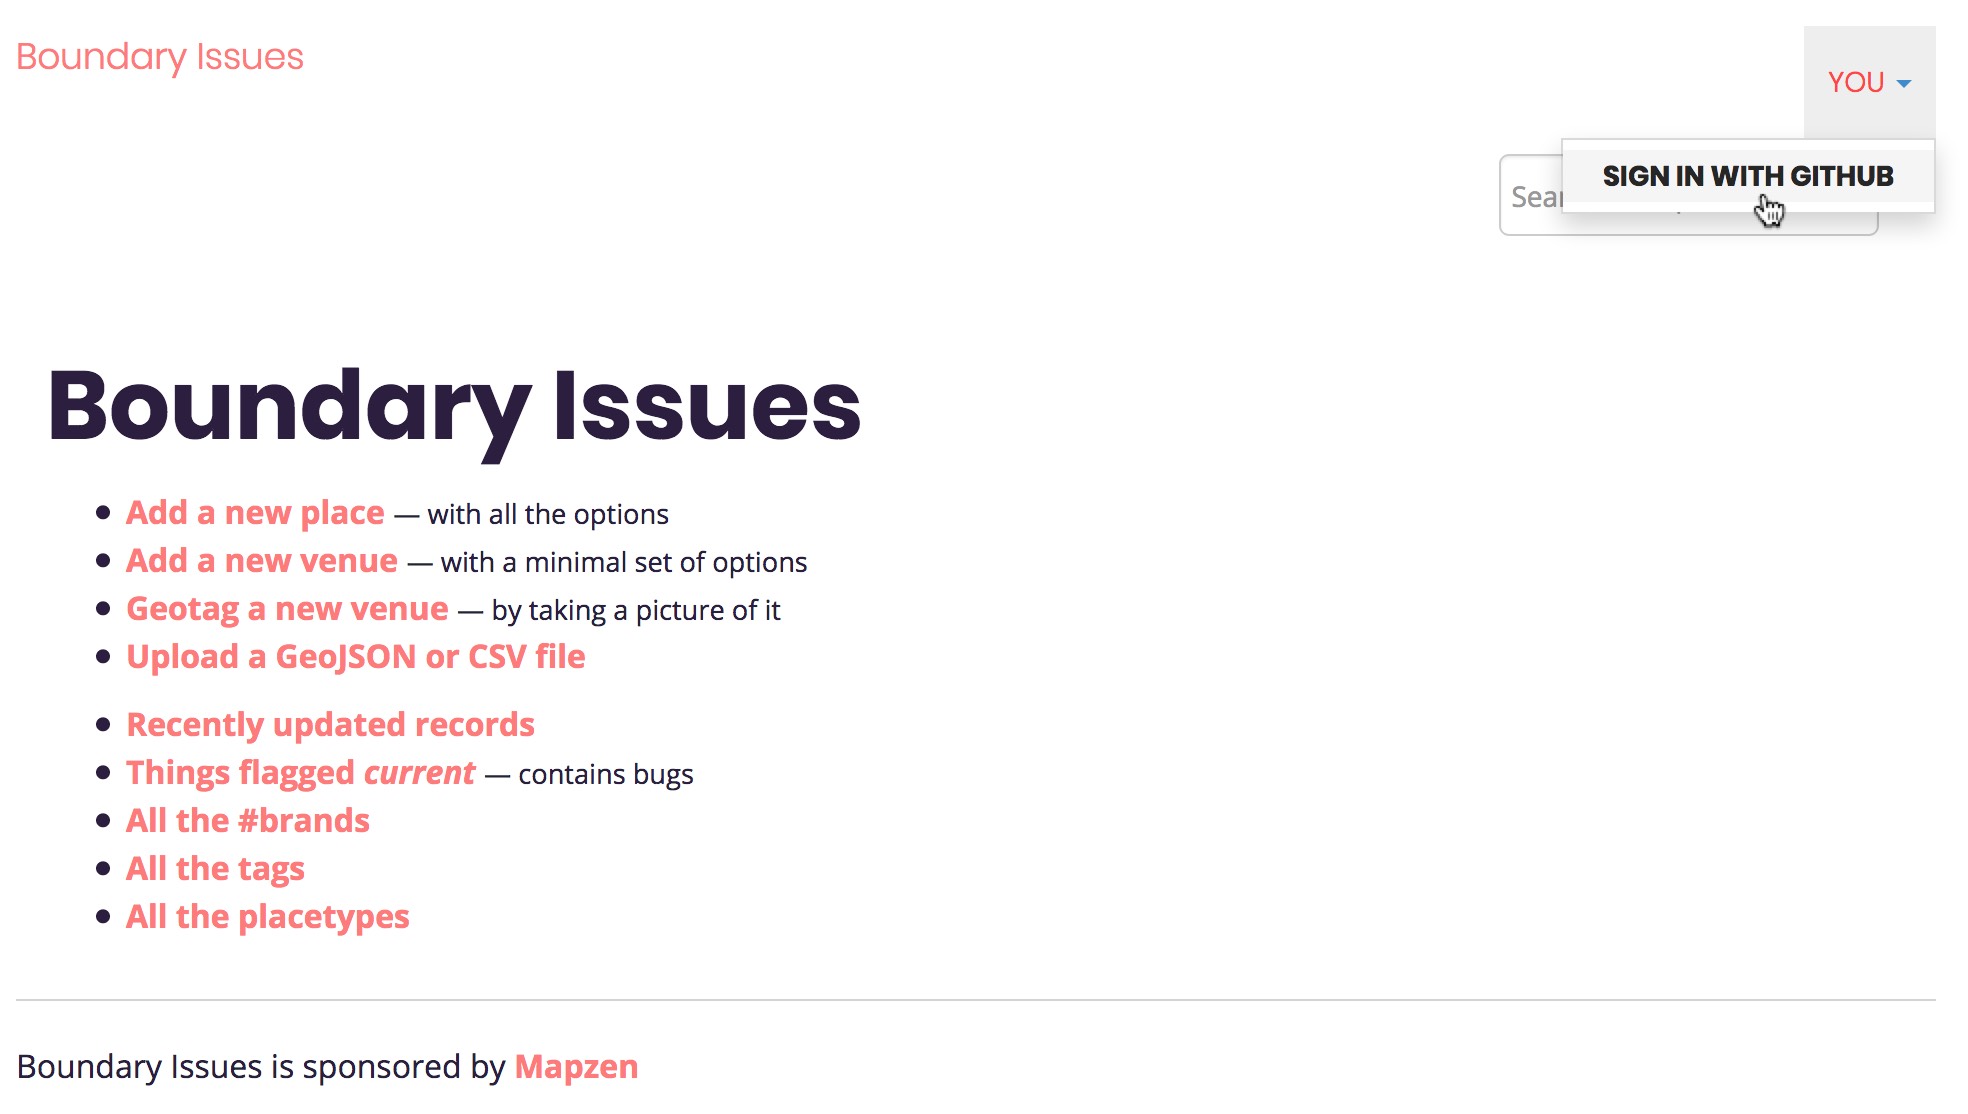 Boundary Issues
YOU
SIGN IN WITH GITHUB
Boundary Issues
Add a new place — with all the options
Add a new venue — with a minimal set of options
Geotag a new venue — by taking a picture of it
Upload a GeoJSON or CSV file
Recently updated records
Things flagged current — contains bugs
All the #brands
All the tags
All the placetypes
Boundary Issues is sponsored by Mapzen